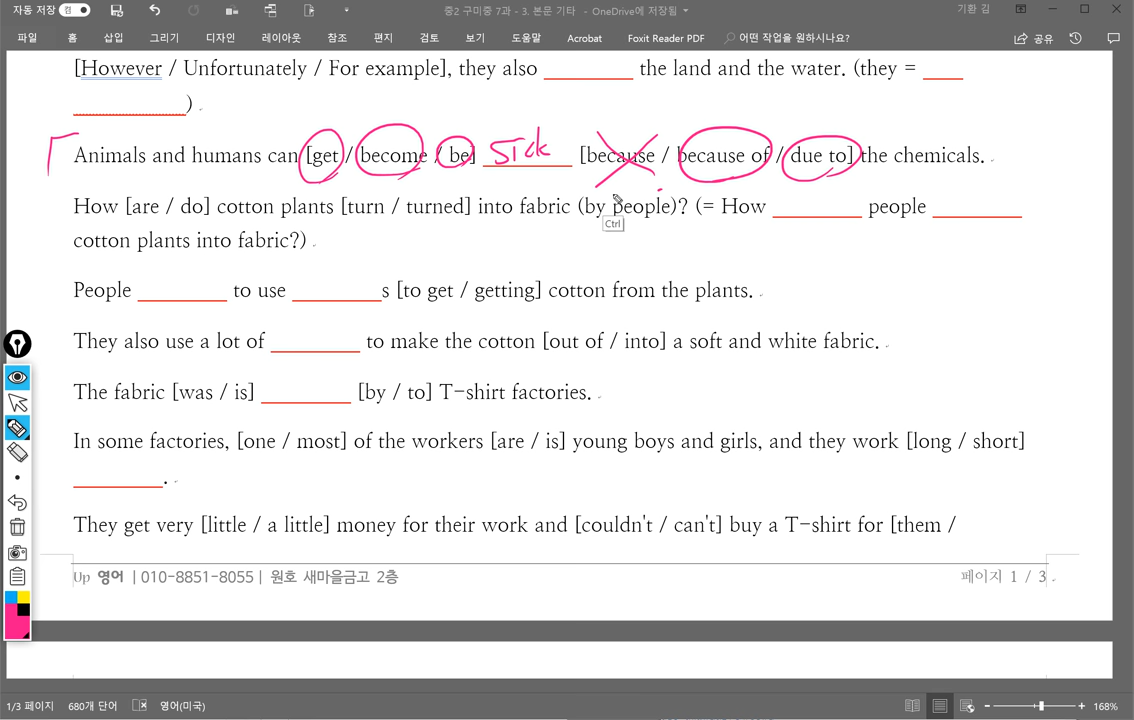 자동 저장 켬 중2 구미중 7과 - 3. 본문 기타 - OneDrive에 저장됨 기환 김
파일 홈 삽입 그리기 디자인 레이아웃 참조 편지 검토 보기 도움말 Acrobat Foxit Reader PDF 어떤 작업을 원하시나요? 공유
[However / Unfortunately / For example], they also ________ the land and the water. (they = ____
__________)
Animals and humans can [get / become / be] sick [because / because of / due to] the chemicals.
How [are / do] cotton plants [turn / turned] into fabric (by people)? (= How ________ people ________
Ctrl
cotton plants into fabric?)
People ________ to use ________s [to get / getting] cotton from the plants.
They also use a lot of ________ to make the cotton [out of / into] a soft and white fabric.
The fabric [was / is] ________ [by / to] T-shirt factories.
In some factories, [one / most] of the workers [are / is] young boys and girls, and they work [long / short]
________.
They get very [little / a little] money for their work and [couldn't / can't] buy a T-shirt for [them /
Up 영어 | 010-8851-8055 | 원호 새마을금고 2층 페이지 1 / 3
1/3 페이지 680개 단어 영어(미국) 168%